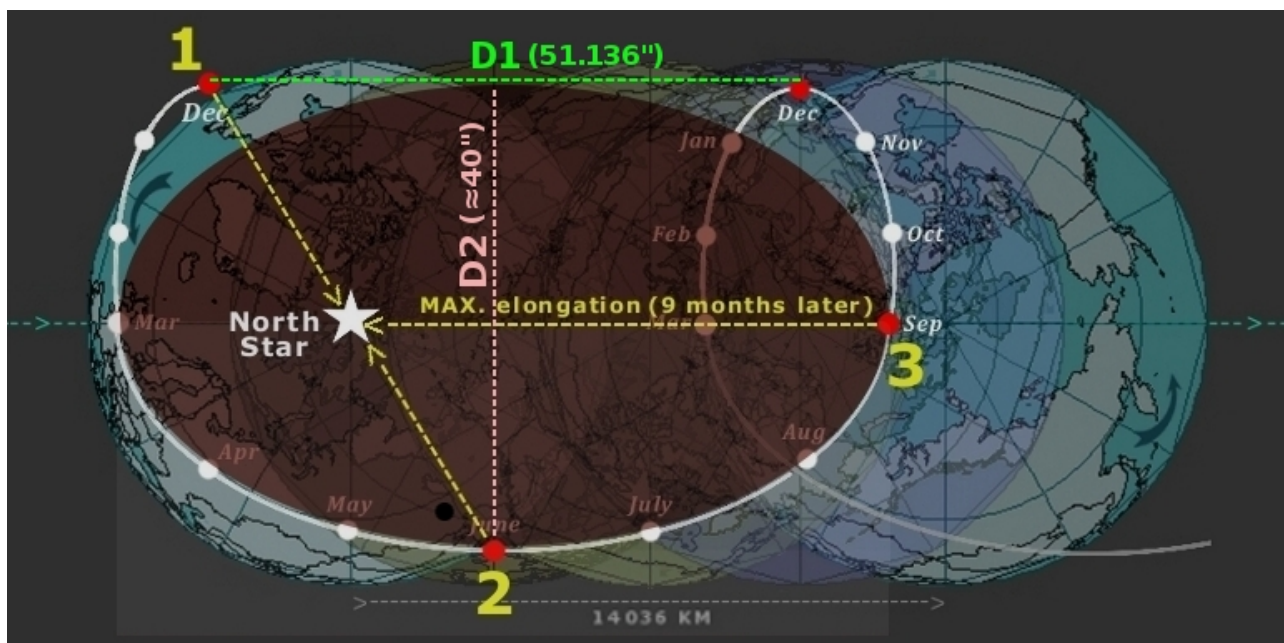 1
D1 (51.136")
Dec
Dec
Jan
Nov
D2 (≈40")
Feb
Oct
MAX. elongation (9 months later)
Mar
North
Star
Mar
Sep
3
Apr
Aug
May
June
July
2
14036 KM